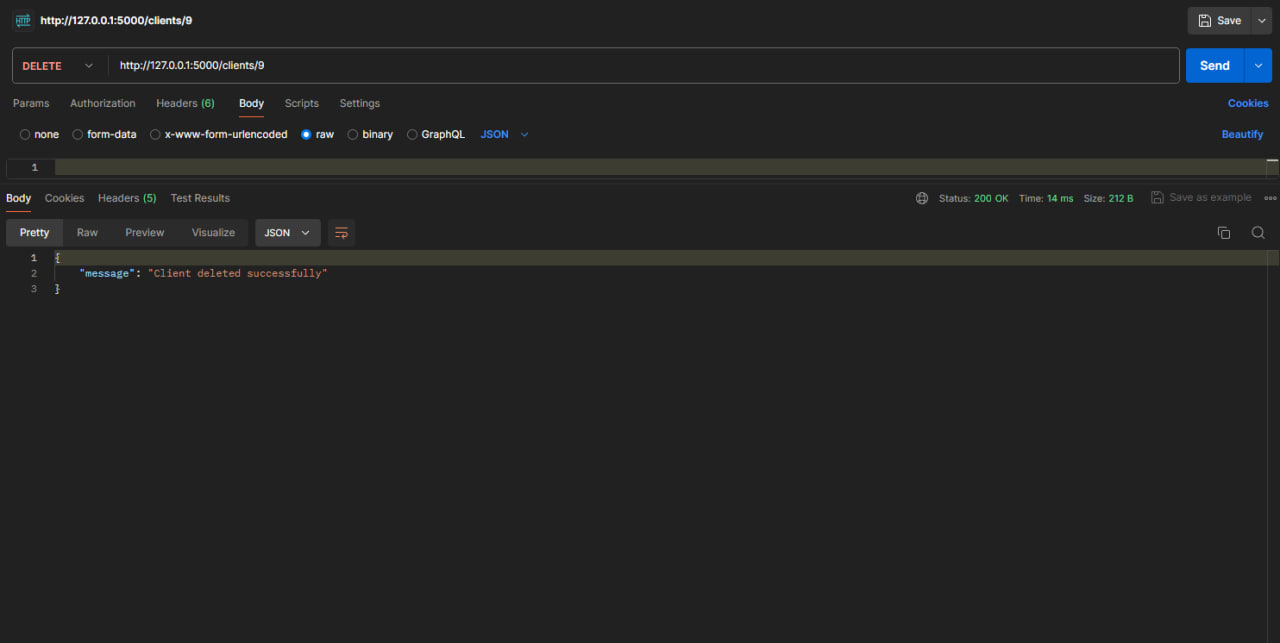 HTTP http://127.0.0.1:5000/clients/9 Save
DELETE http://127.0.0.1:5000/clients/9 Send
Params Authorization Headers (6) Body Scripts Settings Cookies
none form-data x-www-form-urlencoded raw binary GraphQL JSON Beautify
1
Body Cookies Headers (5) Test Results Status: 200 OK Time: 14 ms Size: 212 B Save as example
Pretty Raw Preview Visualize JSON
1 {
2 "message": "Client deleted successfully"
3 }